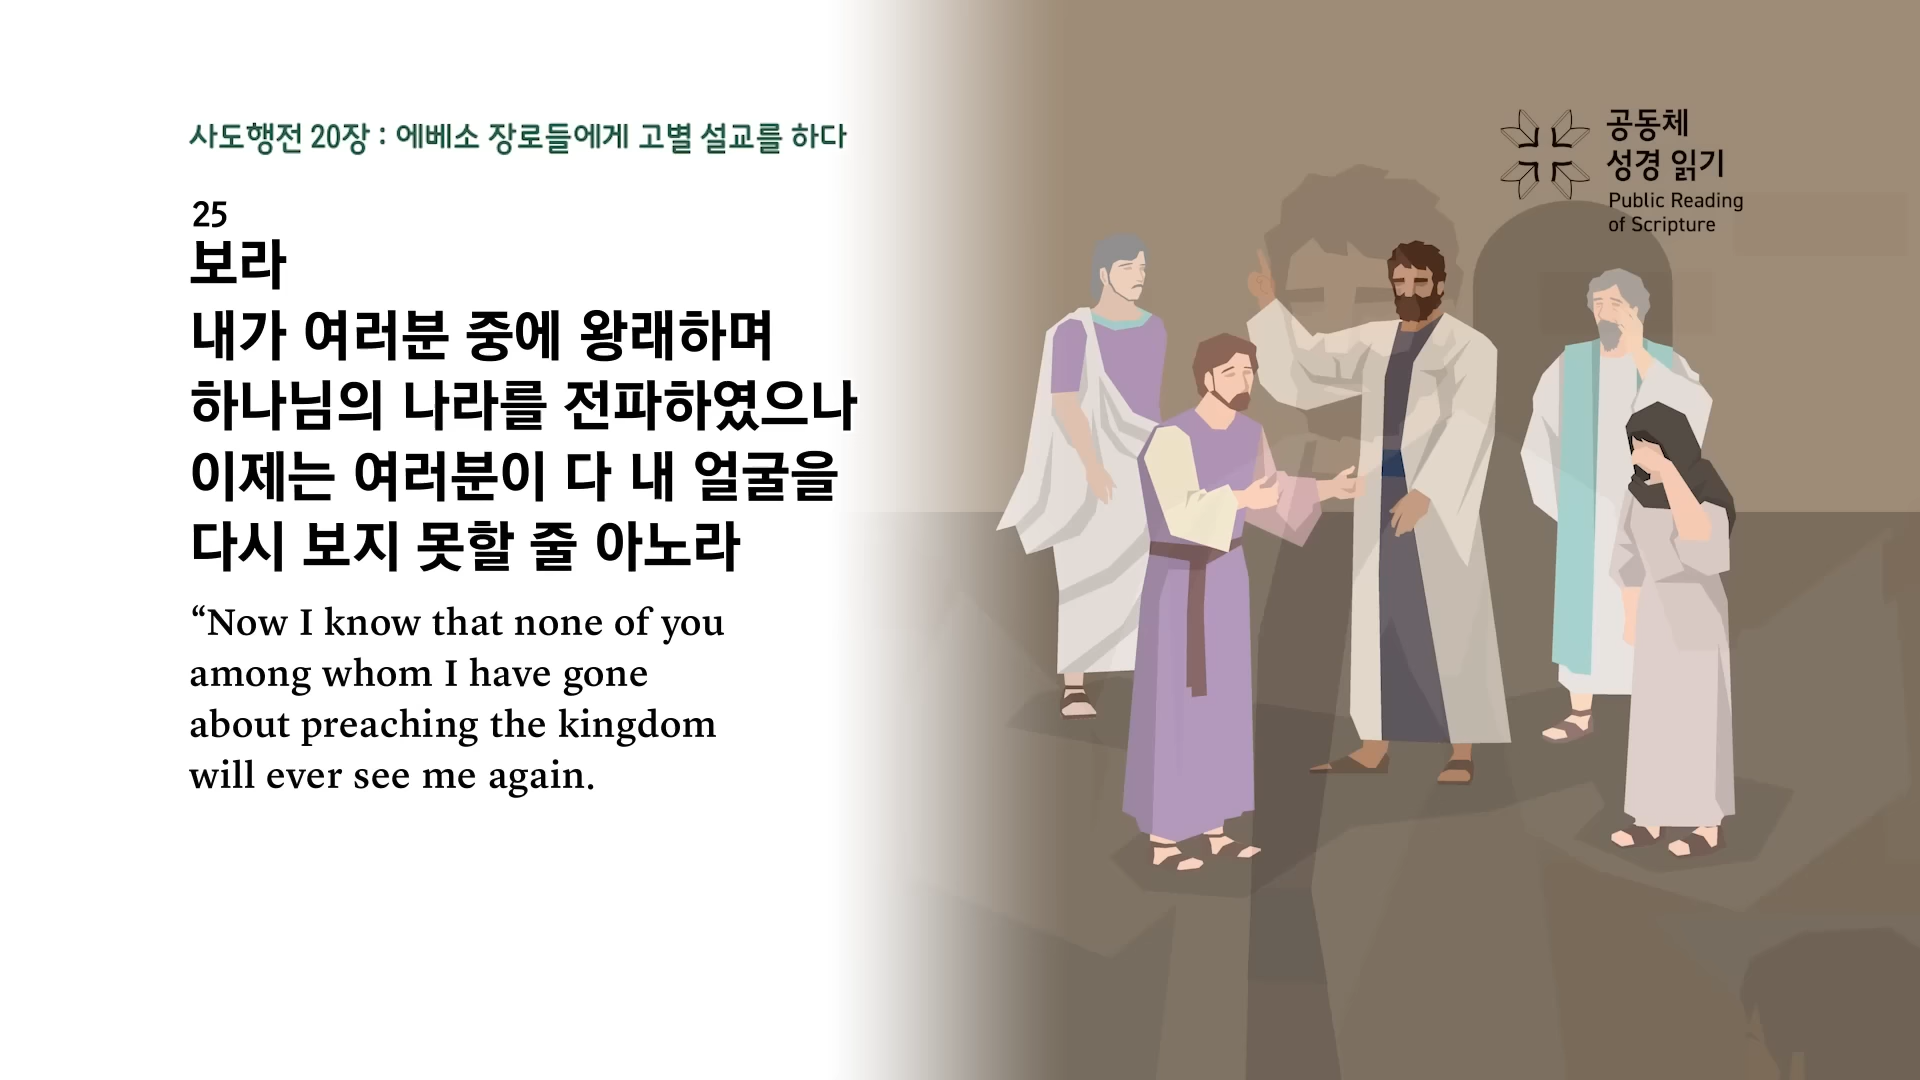 사도행전 20장 : 에베소 장로들에게 고별 설교를 하다
25
보라
내가 여러분 중에 왕래하며
하나님의 나라를 전파하였으나
이제는 여러분이 다 내 얼굴을
다시 보지 못할 줄 아노라
“Now I know that none of you
among whom I have gone
about preaching the kingdom
will ever see me again.
공동체
성경 읽기
Public Reading
of Scripture